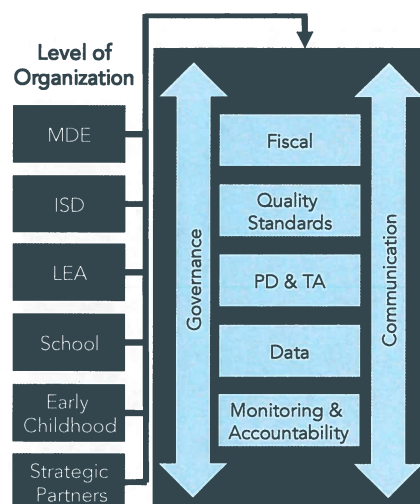 Level of
Organization
MDE
ISD
LEA
School
Early
Childhood
Strategic
Partners
Governance
Fiscal
Quality
Standards
PD & TA
Data
Monitoring &
Accountability
Communication